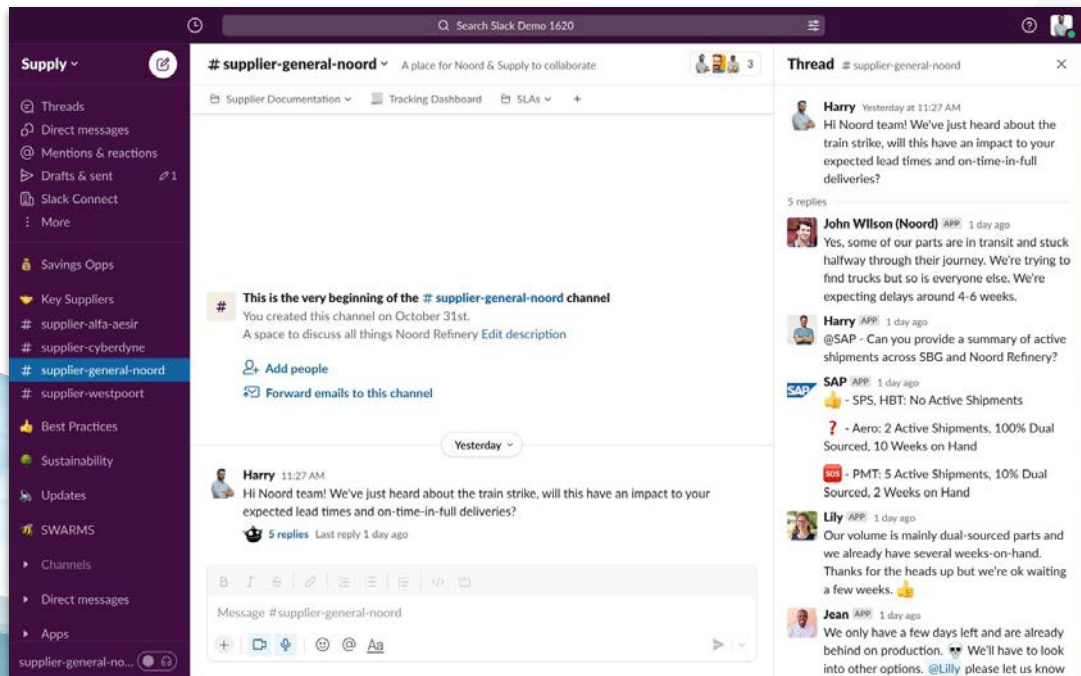 Search Slack Demo 1620
Supply
Threads
Direct messages
Mentions & reactions
Drafts & sent 1
Slack Connect
More
Savings Opps
Key Suppliers
# supplier-alfa-aesir
# supplier-cyberdyne
# supplier-general-noord
# supplier-westpoort
Best Practices
Sustainability
Updates
SWARMS
Channels
Direct messages
Apps
supplier-general-no...
# supplier-general-noord A place for Noord & Supply to collaborate 3
Supplier Documentation Tracking Dashboard SLAs +
#
This is the very beginning of the # supplier-general-noord channel
You created this channel on October 31st.
A space to discuss all things Noord Refinery Edit description
Add people
Forward emails to this channel
Yesterday
Harry 11:27 AM
Hi Noord team! We've just heard about the train strike, will this have an impact to your
expected lead times and on-time-in-full deliveries?
5 replies Last reply 1 day ago
B I S </>
Message #supplier-general-noord
+ @ Aa
Thread # supplier-general-noord
Harry Yesterday at 11:27 AM
Hi Noord team! We've just heard about the
train strike, will this have an impact to your
expected lead times and on-time-in-full
deliveries?
5 replies
John WIlson (Noord) APP 1 day ago
Yes, some of our parts are in transit and stuck
halfway through their journey. We're trying to
find trucks but so is everyone else. We're
expecting delays around 4-6 weeks.
Harry APP 1 day ago
@SAP - Can you provide a summary of active
shipments across SBG and Noord Refinery?
SAP
SAP APP 1 day ago
👍 - SPS, HBT: No Active Shipments
❓ - Aero: 2 Active Shipments, 100% Dual
Sourced, 10 Weeks on Hand
SOS - PMT: 5 Active Shipments, 10% Dual
Sourced, 2 Weeks on Hand
Lily APP 1 day ago
Our volume is mainly dual-sourced parts and
we already have several weeks-on-hand.
Thanks for the heads up but we're ok waiting
a few weeks. 👍
Jean APP 1 day ago
We only have a few days left and are already
behind on production. 💀 We'll have to look
into other options. @Lilly please let us know